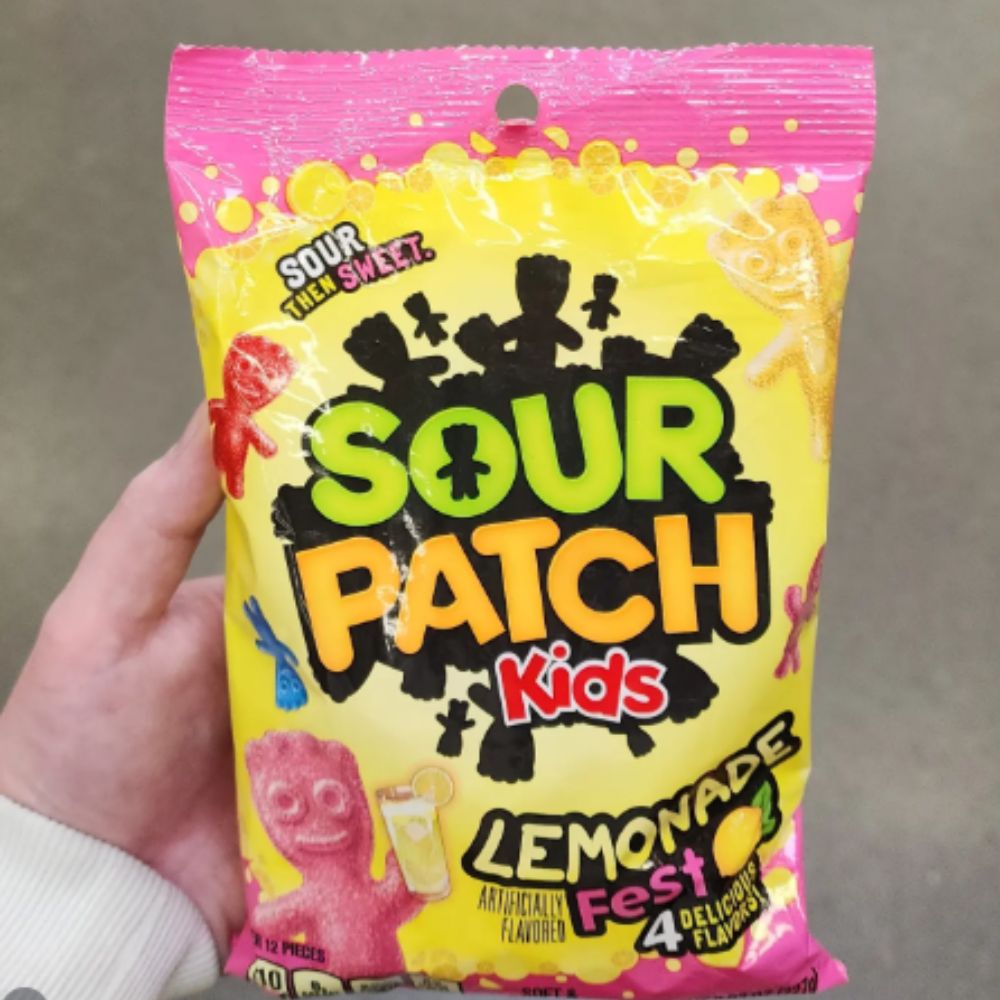 SOUR
THEN SWEET.
SOUR
PATCH
Kids
LEMONADE
Fest
4 DELICIOUS
FLAVORS!
ARTIFICIALLY
FLAVORED
12 PIECES